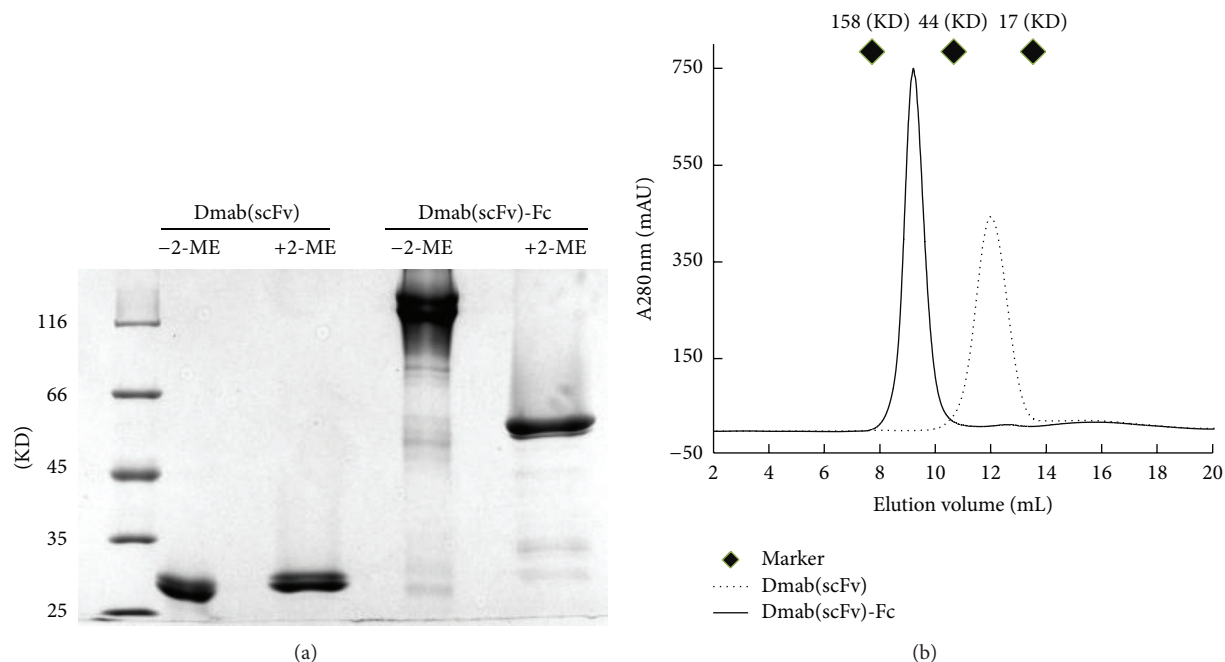 Dmab(scFv) Dmab(scFv)-Fc
−2-ME +2-ME −2-ME +2-ME
116
66
45
35
25
(KD)
(a)
158 (KD) 44 (KD) 17 (KD)
750
550
350
150
−50
A280 nm (mAU)
2 4 6 8 10 12 14 16 18 20
Elution volume (mL)
Marker
Dmab(scFv)
Dmab(scFv)-Fc
(b)